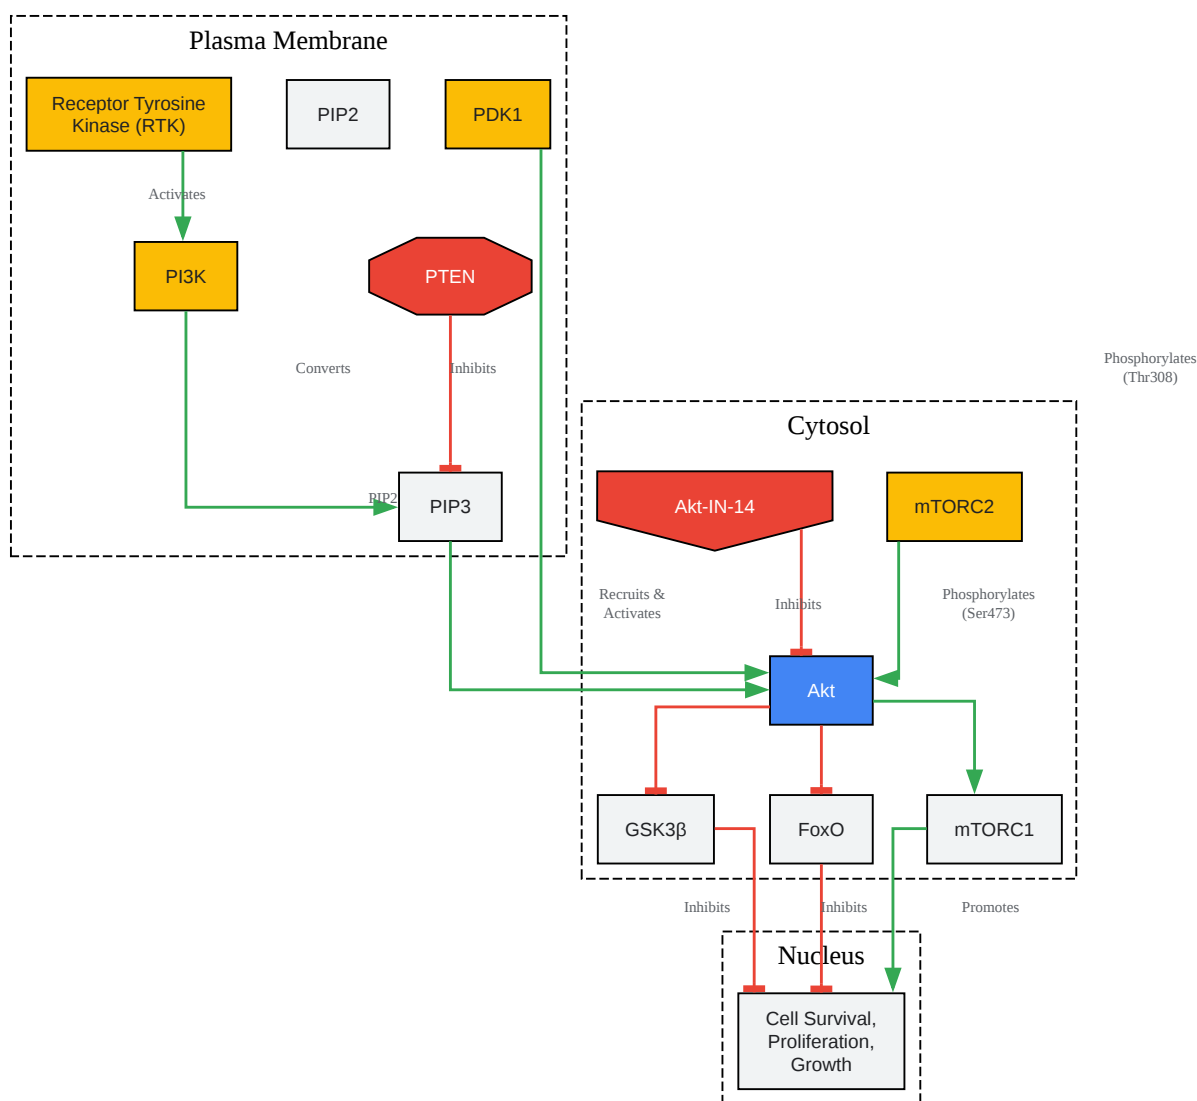 Plasma Membrane
Receptor Tyrosine
Kinase (RTK)
PIP2
PDK1
Activates
PI3K
PTEN
Converts
Inhibits
Phosphorylates
(Thr308)
Cytosol
PIP2
PIP3
Akt-IN-14
mTORC2
Recruits &
Activates
Inhibits
Phosphorylates
(Ser473)
Akt
GSK3β
FoxO
mTORC1
Inhibits
Inhibits
Promotes
Nucleus
Cell Survival,
Proliferation,
Growth